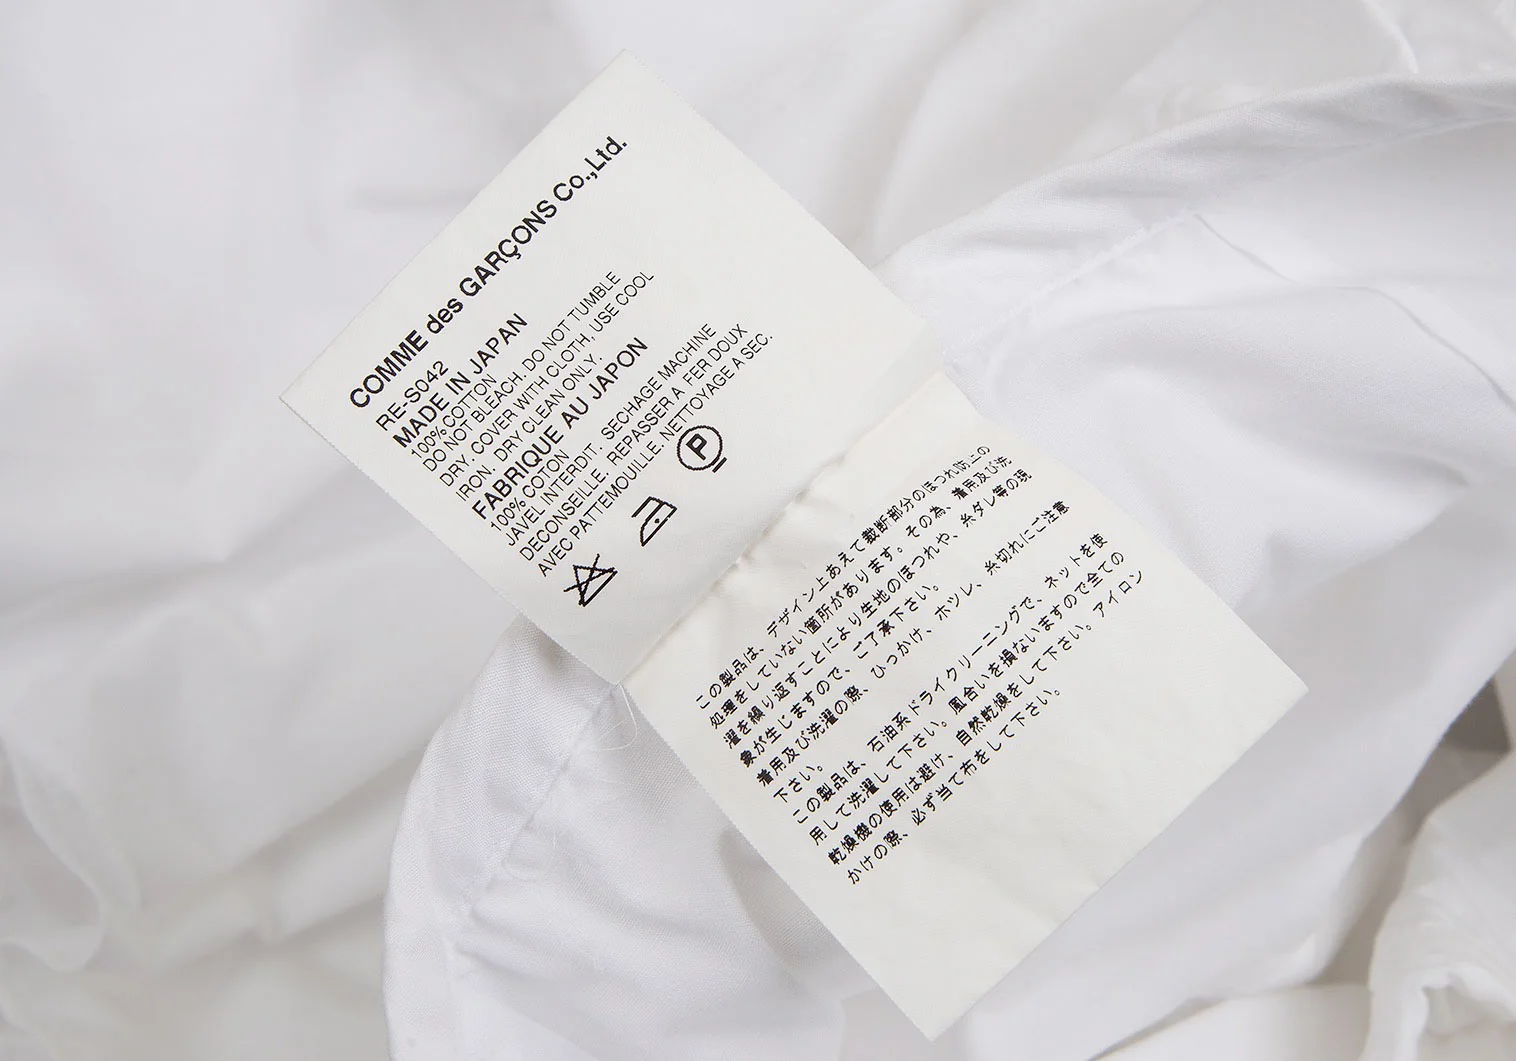 COMME des GARÇONS Co.,Ltd.
RE-S042
MADE IN JAPAN
100% COTTON
DO NOT BLEACH. DO NOT TUMBLE
DRY. COVER WITH CLOTH, USE COOL
IRON. DRY CLEAN ONLY.
FABRIQUE AU JAPON
100% COTON
JAVEL INTERDIT. SECHAGE MACHINE
DECONSEILLE. REPASSER A FER DOUX
AVEC PATTEMOUILLE. NETTOYAGE A SEC.
P
この製品は、デザイン上あえて裁断部分のほつれ防止の
処理をしていない箇所があります。その為、着用及び洗
濯を繰り返すことにより生地のほつれや、糸ダレ等の現
象が生じますので、ご了承下さい。
着用及び洗濯の際、ひっかけ、ホツレ、糸切れにご注意
下さい。
この製品は、石油系ドライクリーニングで、ネットを使
用して洗濯して下さい。風合いを損ないますので全ての
乾燥機の使用は避け、自然乾燥をして下さい。アイロン
かけの際、必ず当て布をして下さい。